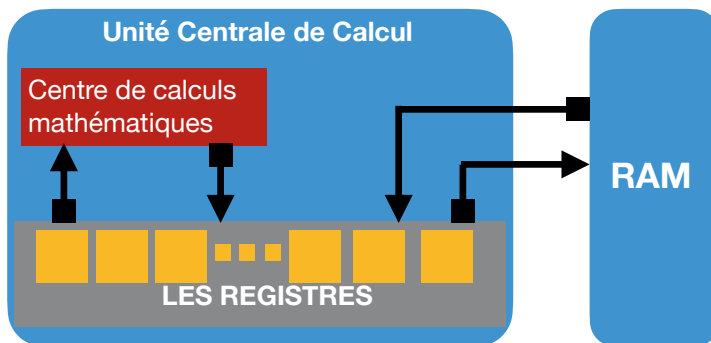 Unité Centrale de Calcul
Centre de calculs
mathématiques
RAM
LES REGISTRES